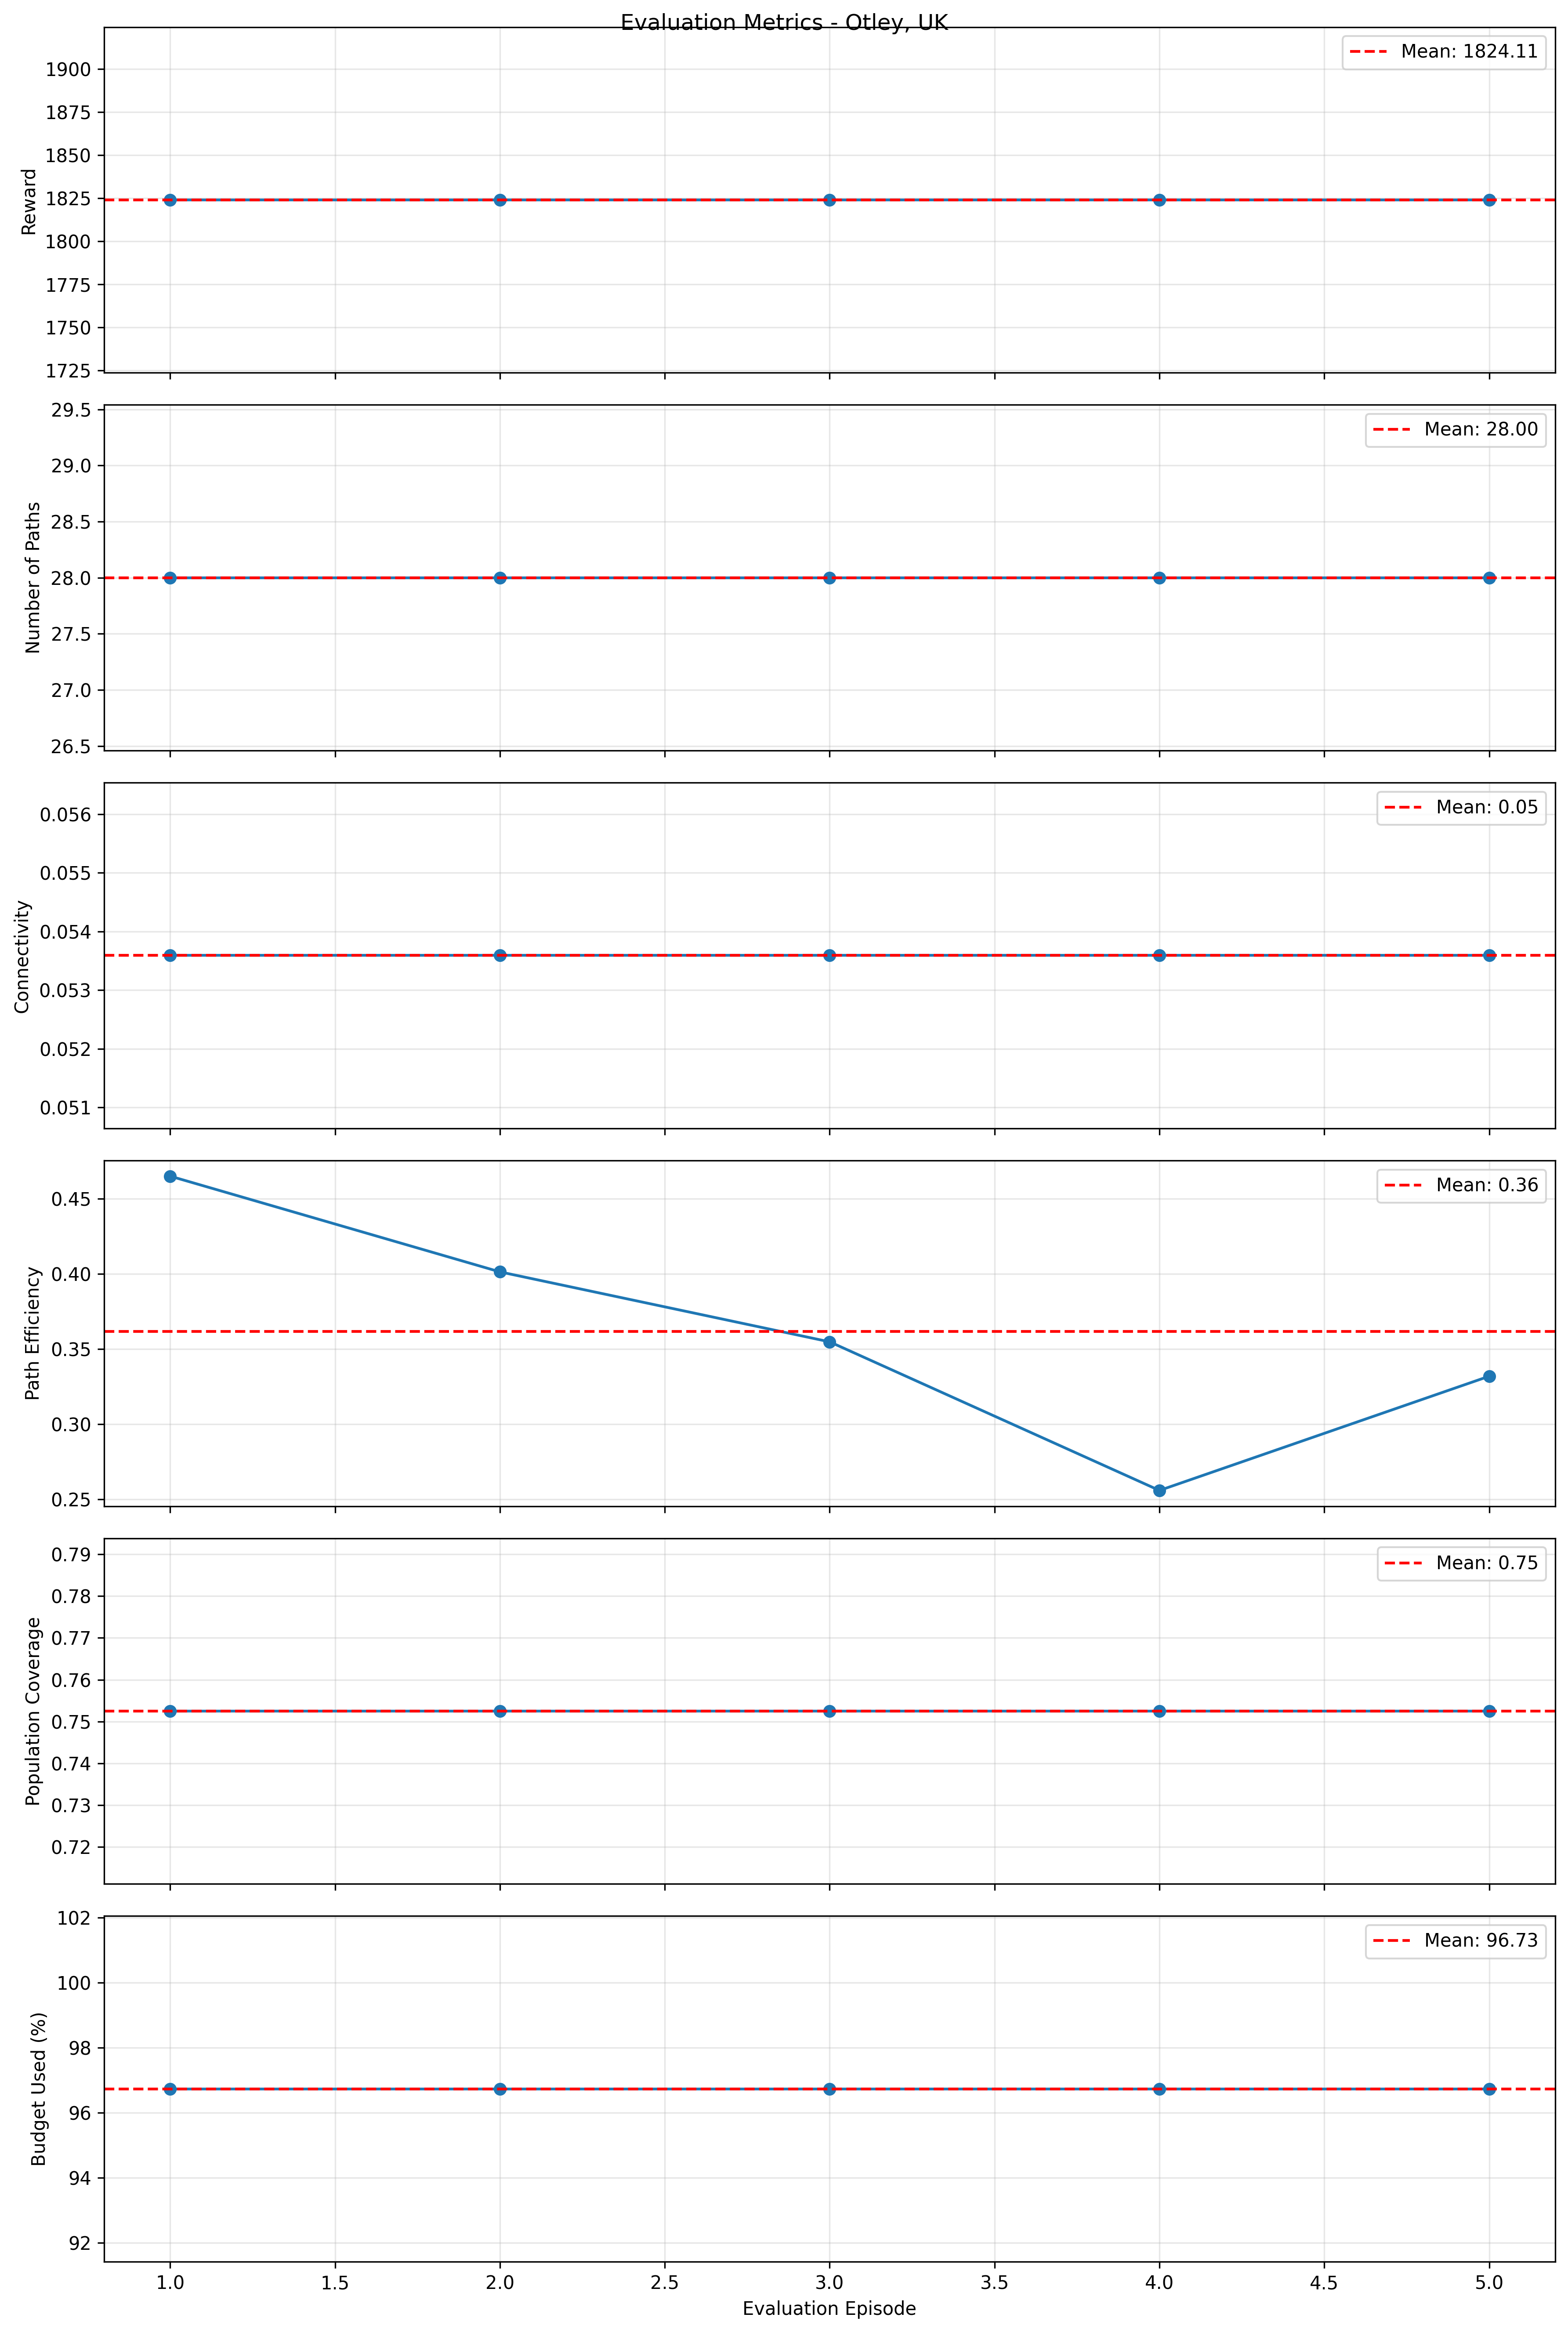 Evaluation Metrics - Otley, UK
Mean: 1824.11
1900
1875
1850
1825
1800
1775
1750
1725
Reward
Mean: 28.00
29.5
29.0
28.5
28.0
27.5
27.0
26.5
Number of Paths
Mean: 0.05
0.056
0.055
0.054
0.053
0.052
0.051
Connectivity
Mean: 0.36
0.45
0.40
0.35
0.30
0.25
Path Efficiency
Mean: 0.75
0.79
0.78
0.77
0.76
0.75
0.74
0.73
0.72
Population Coverage
Mean: 96.73
102
100
98
96
94
92
Budget Used (%)
1.0 1.5 2.0 2.5 3.0 3.5 4.0 4.5 5.0
Evaluation Episode